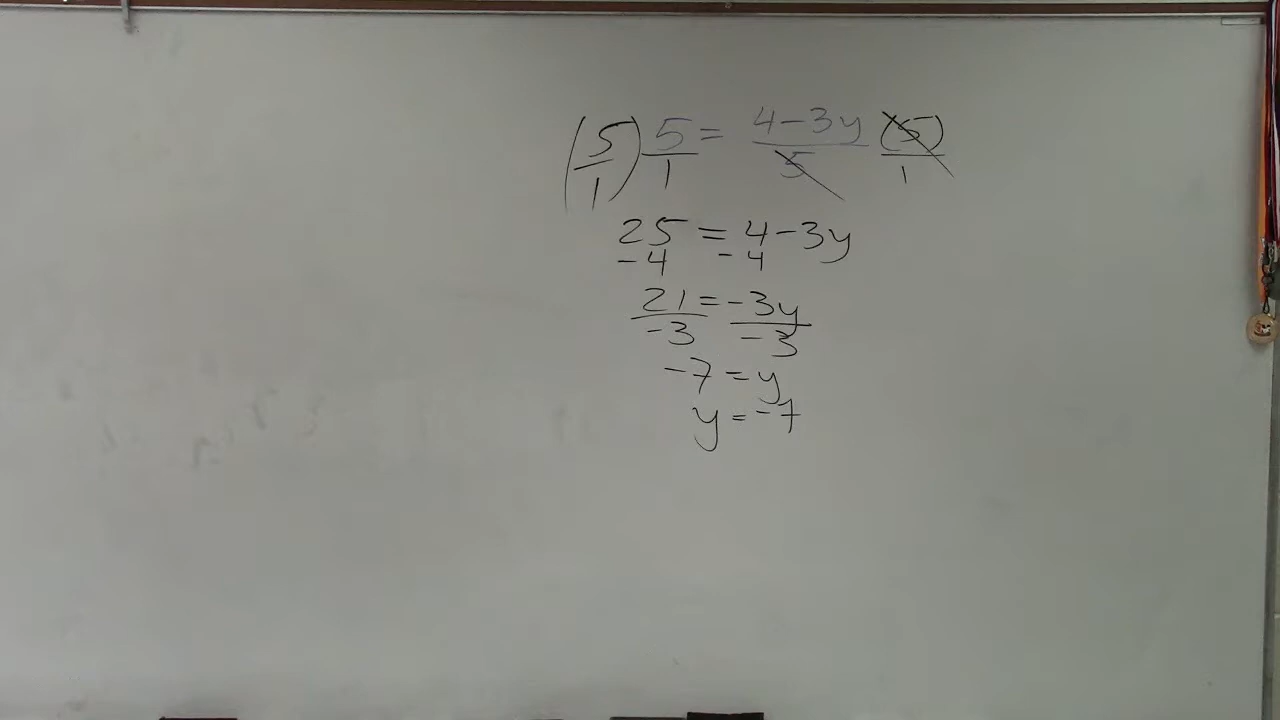 (5/1) 5/1 = 4-3y/5 (5)/1
25 = 4-3y
-4 -4
21/-3 = -3y/-3
-7 = y
y = -7